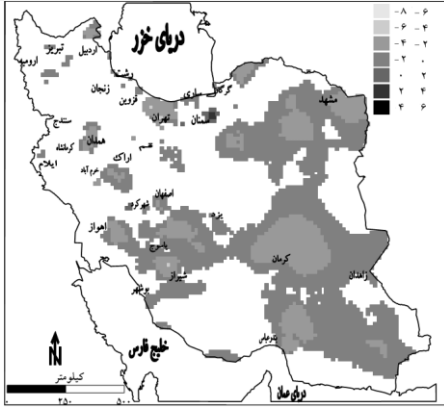 دریای خزر
-۸ -۶
-۶ -۴
-۴ -۲
-۲ ۰
۰ ۲
۲ ۴
۴ ۶
تبریز
اردبیل
ارومیه
رشت
زنجان
قزوین
ساری
گرگان
مشهد
تهران
سمنان
سنندج
همدان
کرمانشاه
قم
اراک
ایلام
خرم آباد
اصفهان
شهرکرد
یزد
اهواز
یاسوج
کرمان
زاهدان
شیراز
بوشهر
بندرعباس
خلیج فارس
N
کیلومتر
۰ ۲۵۰ ۵۰۰
دریای عمان